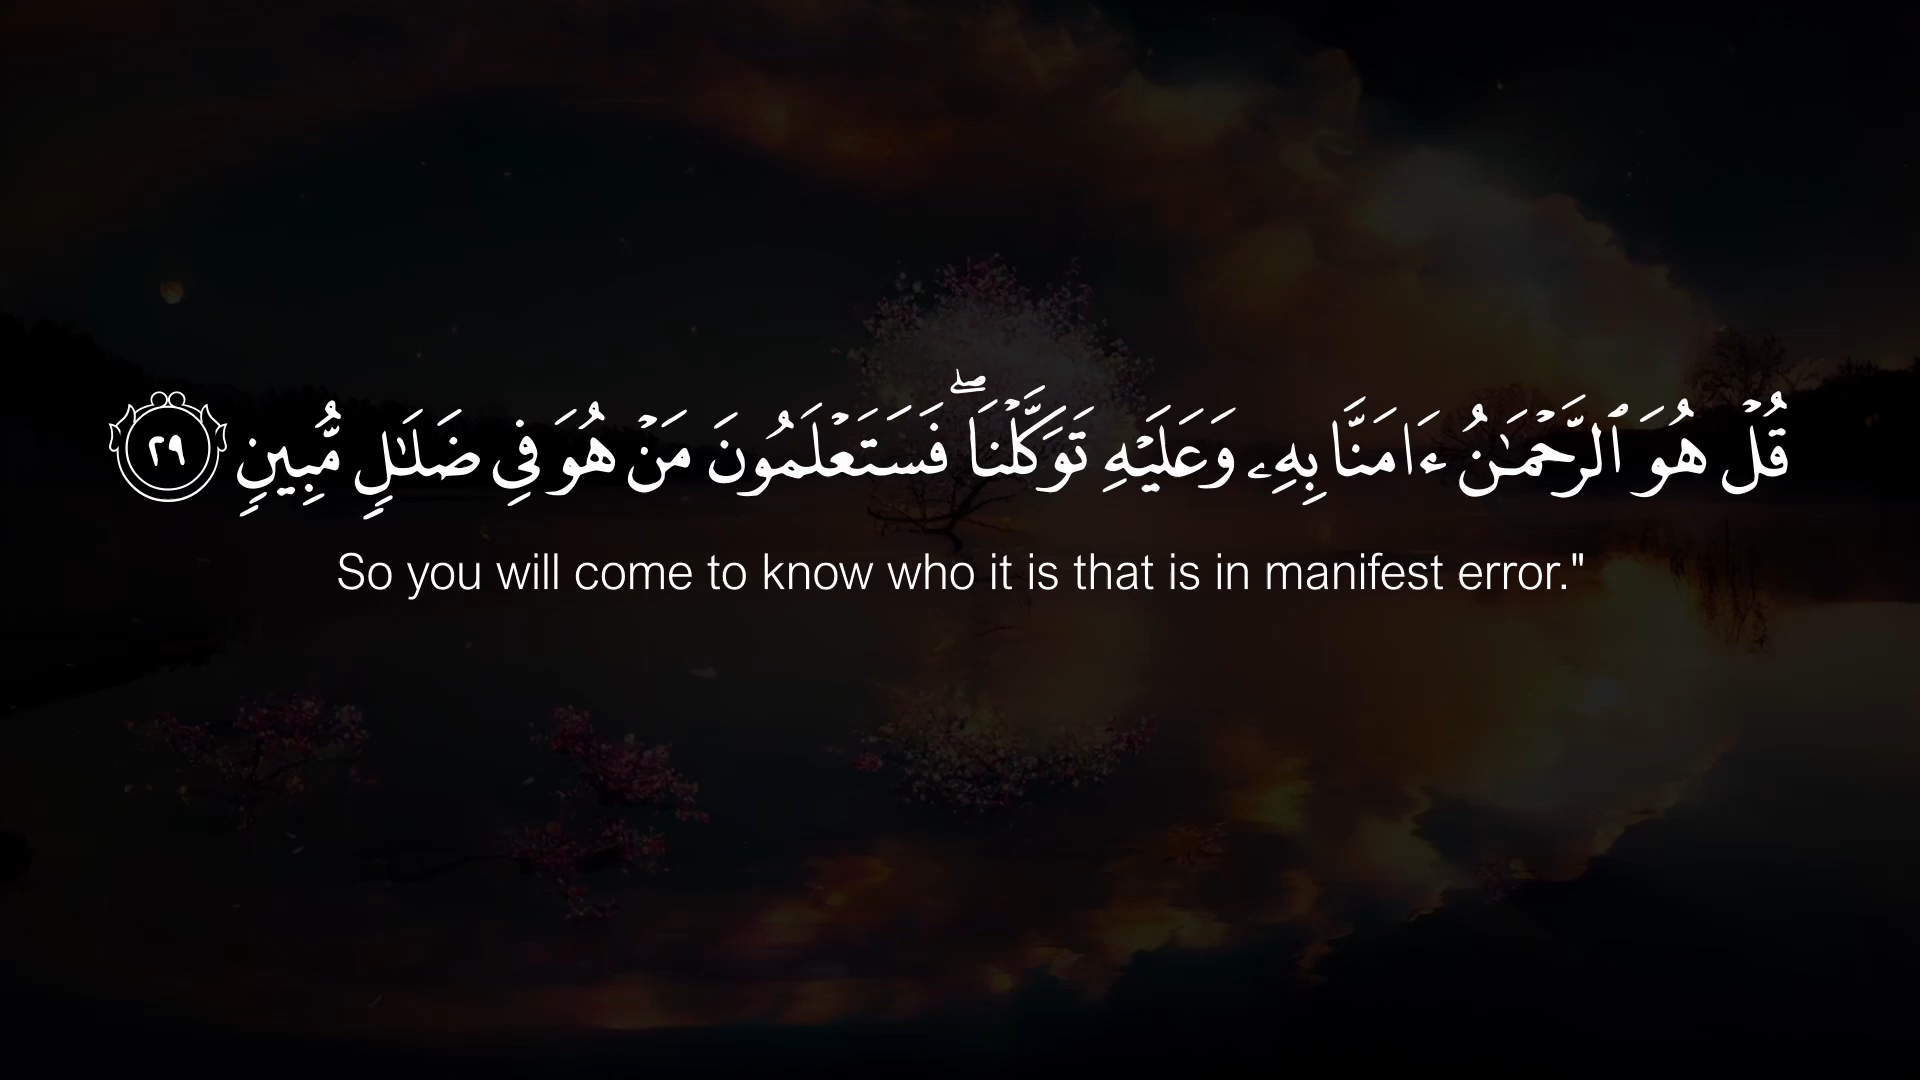 قُلْ هُوَ ٱلرَّحْمَـٰنُ ءَامَنَّا بِهِۦ وَعَلَيْهِ تَوَكَّلْنَا ۖ فَسَتَعْلَمُونَ مَنْ هُوَ فِى ضَلَـٰلٍ مُّبِينٍ ٢٩
So you will come to know who it is that is in manifest error."